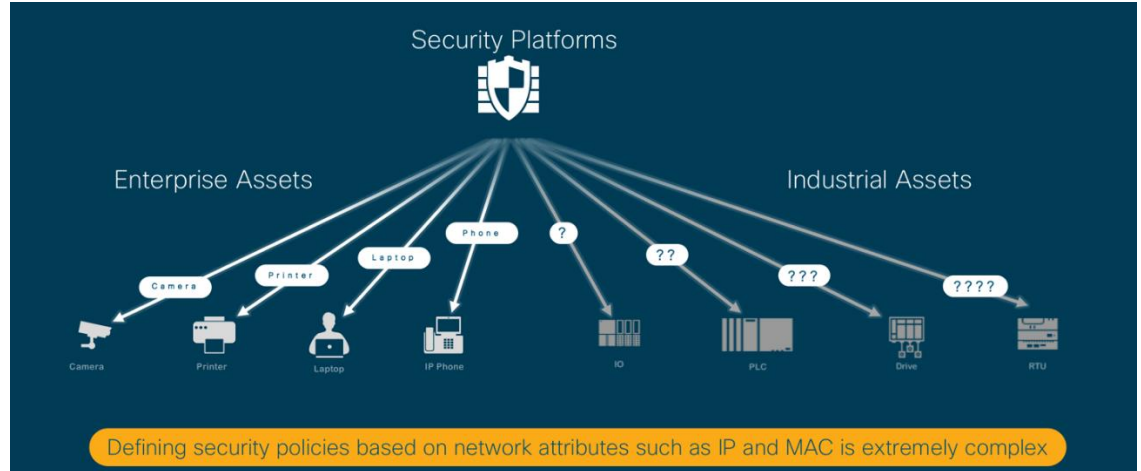 Security Platforms
Enterprise Assets
Industrial Assets
Phone
?
Laptop
??
Printer
???
Camera
????
Camera
Printer
Laptop
IP Phone
IO
PLC
Drive
RTU
Defining security policies based on network attributes such as IP and MAC is extremely complex